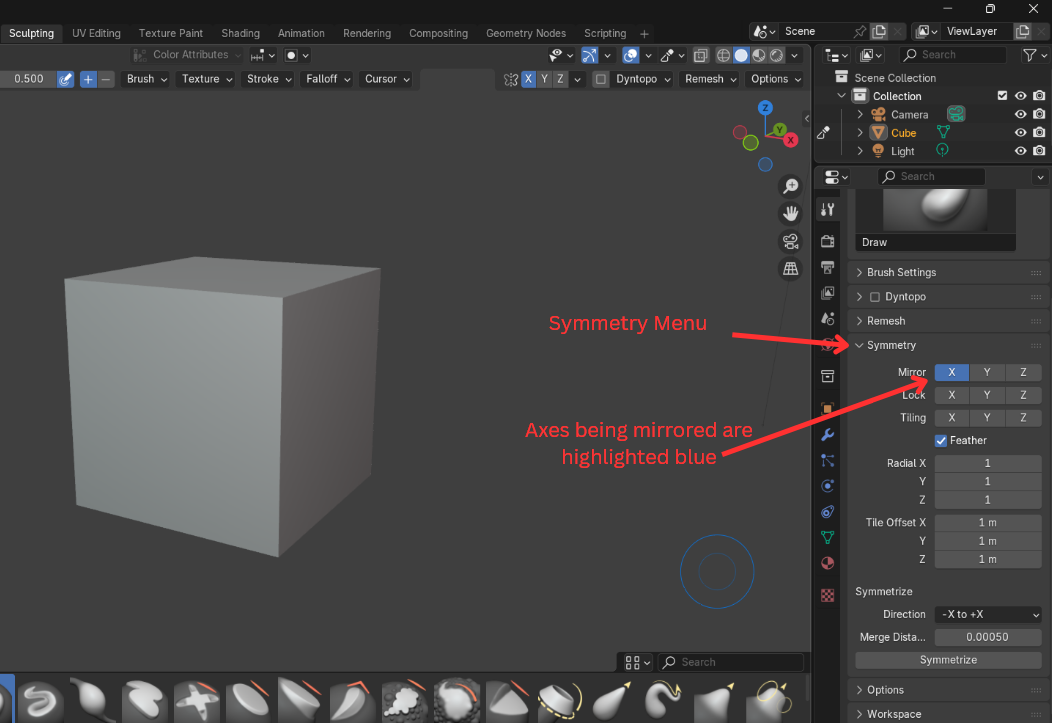 Sculpting UV Editing Texture Paint Shading Animation Rendering Compositing Geometry Nodes Scripting + Scene ViewLayer
Color Attributes Search
0.500 + − Brush Texture Stroke Falloff Cursor X Y Z Dyntopo Remesh Options
Scene Collection
Collection
Camera
Cube
Light
Z
Y
X
Search
Draw
Brush Settings
Dyntopo
Remesh
Symmetry Menu
Symmetry
Mirror X Y Z
Lock X Y Z
Tiling X Y Z
Axes being mirrored are
highlighted blue
Feather
Radial X 1
Y 1
Z 1
Tile Offset X 1 m
Y 1 m
Z 1 m
Symmetrize
Direction -X to +X
Merge Dista... 0.00050
Symmetrize
Search
Options
Workspace